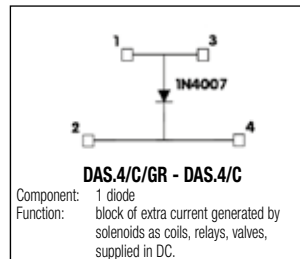 1 3
1N4007
2 4
DAS.4/C/GR - DAS.4/C
Component: 1 diode
Function: block of extra current generated by
solenoids as coils, relays, valves,
supplied in DC.